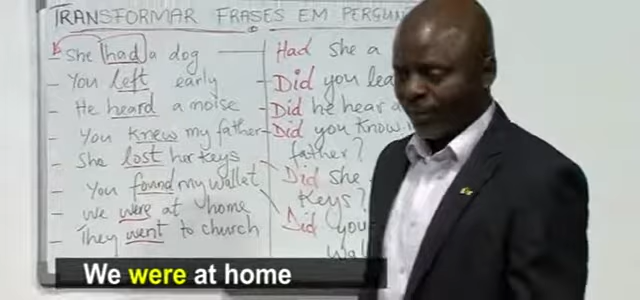 TRANSFORMAR FRASES EM
- She had a dog
- You left early
- He heard a noise
- You knew my father
- She lost her keys
- You found my wallet
- We were at home
- They went to church
Had she a
- Did you
- Did he hear a
- Did you know
father?
Did she
Keys?
Did you
We were at home